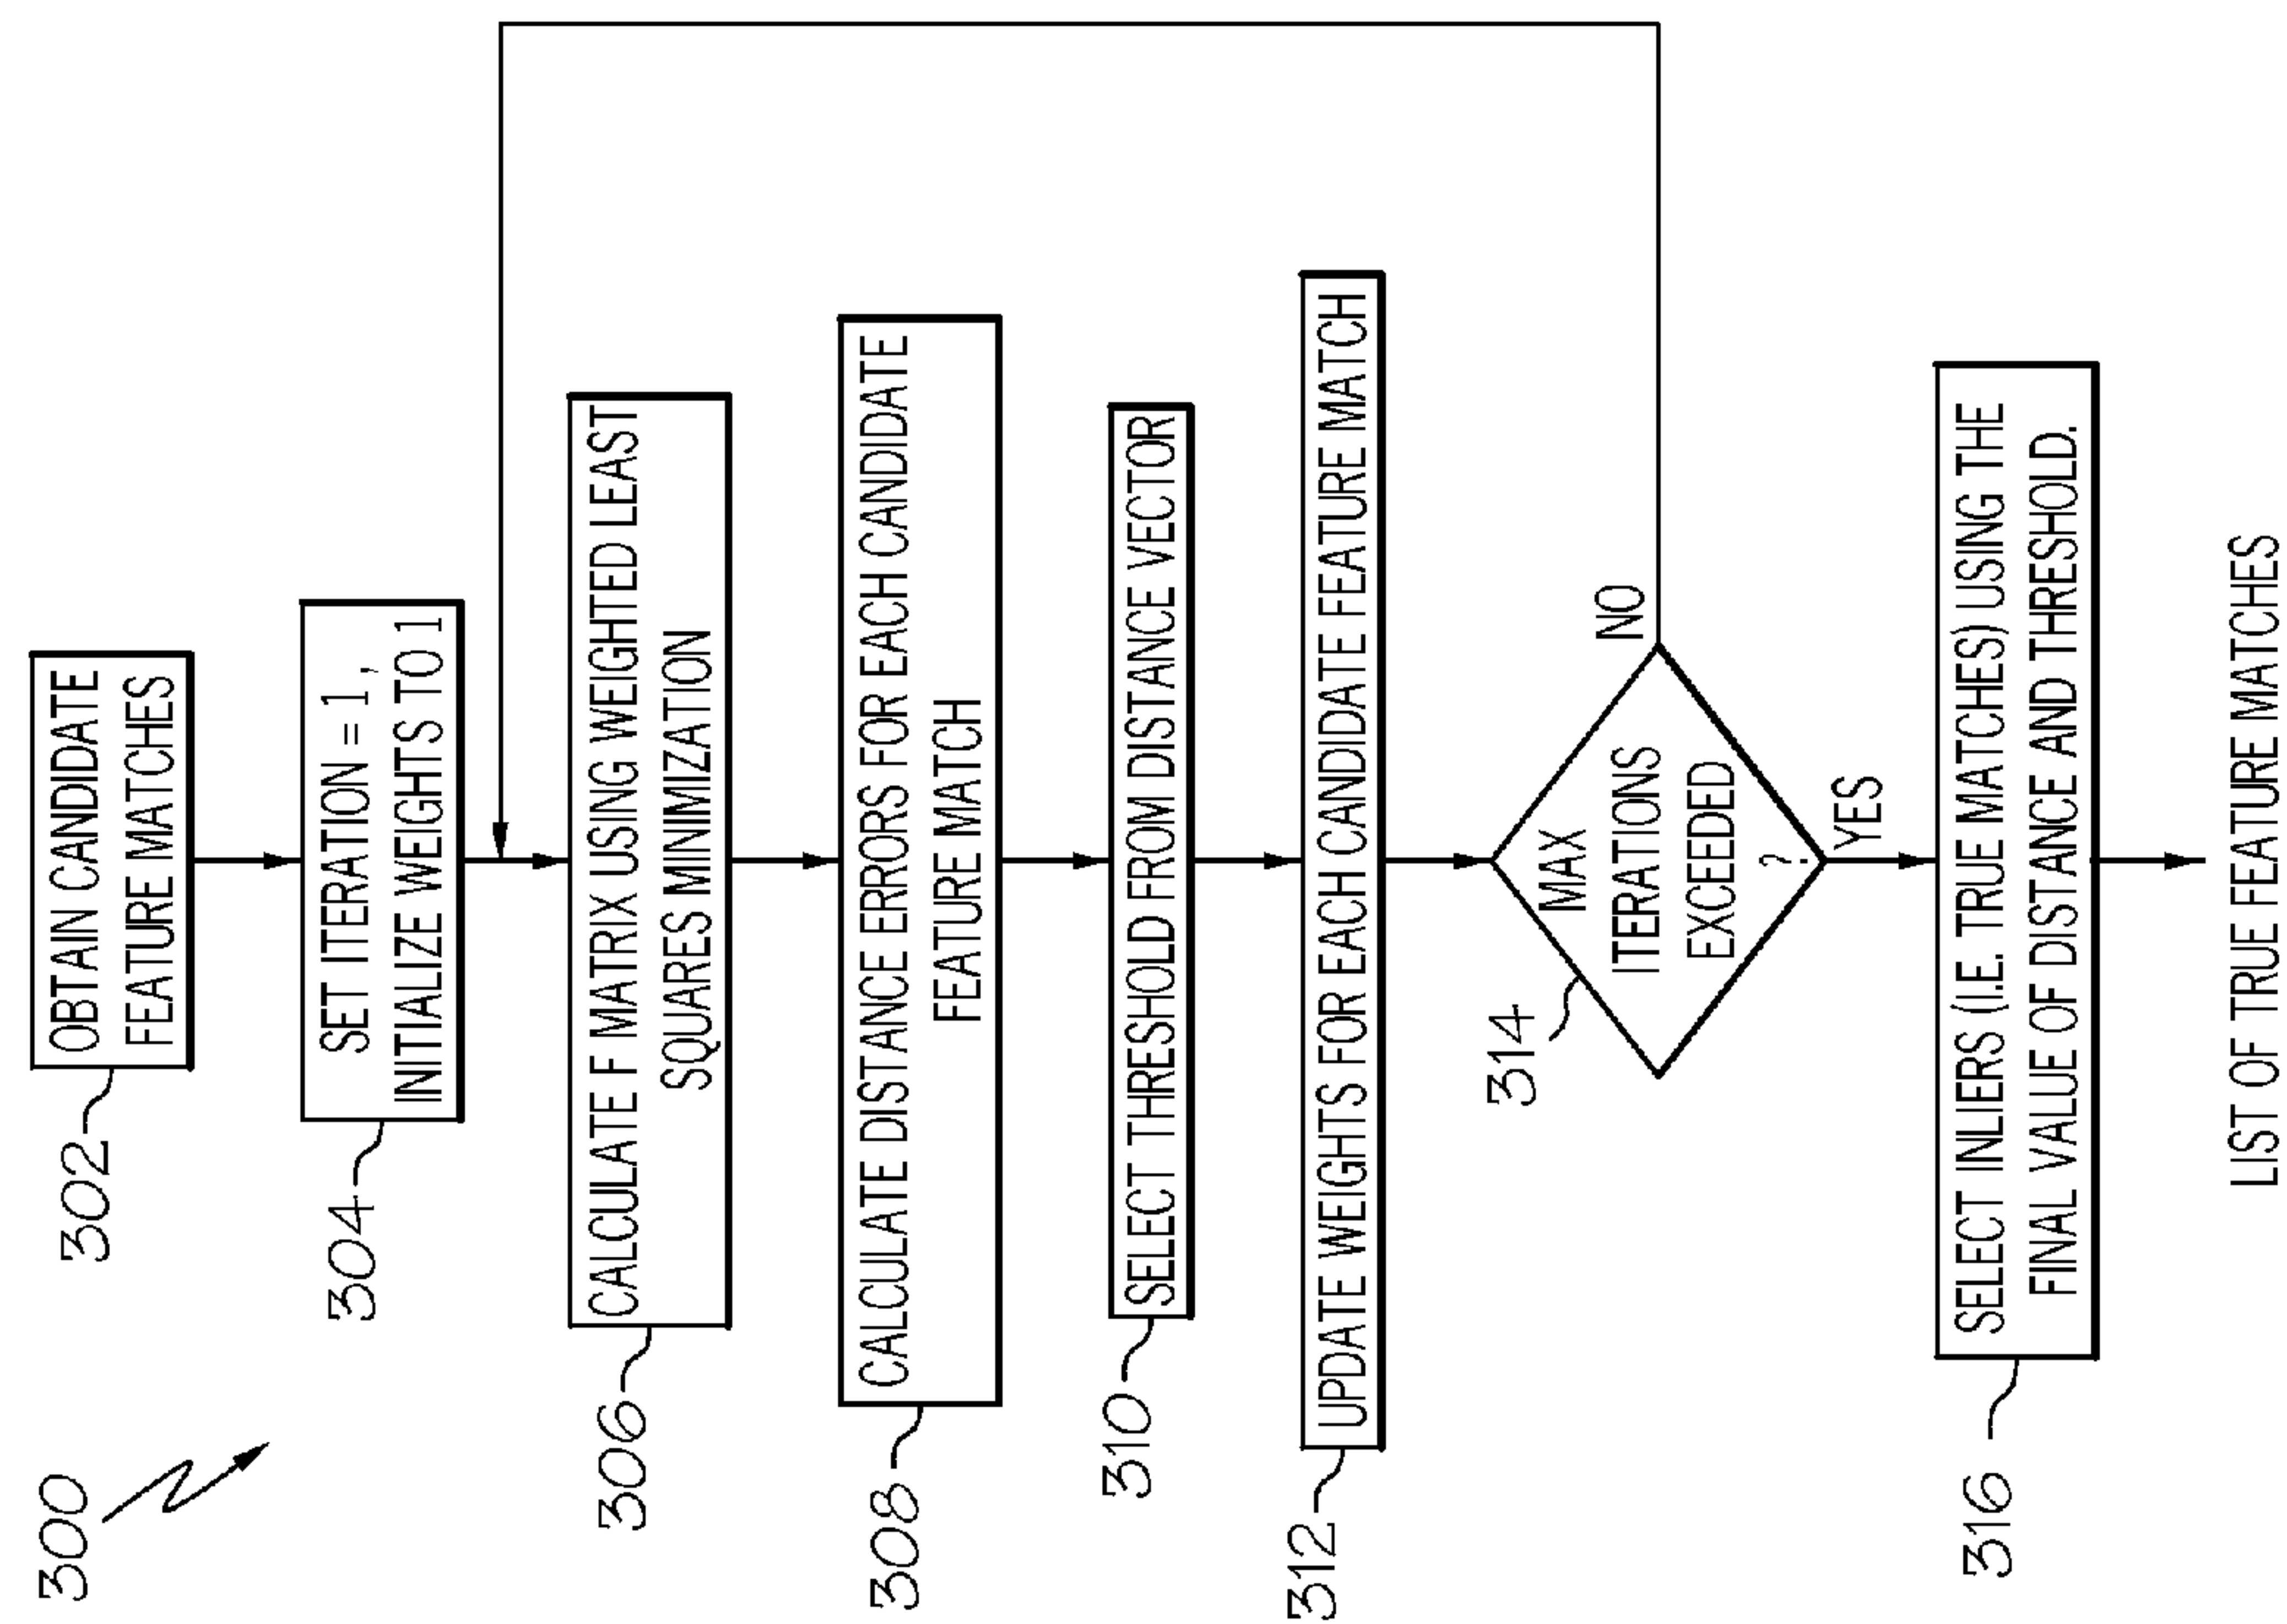 300
302
OBTAIN CANDIDATE
FEATURE MATCHES
304
SET ITERATION = 1,
INITIALIZE WEIGHTS TO 1
306
CALCULATE F MATRIX USING WEIGHTED LEAST
SQUARES MINIMIZATION
308
CALCULATE DISTANCE ERRORS FOR EACH CANDIDATE
FEATURE MATCH
310
SELECT THRESHOLD FROM DISTANCE VECTOR
312
UPDATE WEIGHTS FOR EACH CANDIDATE FEATURE MATCH
314
MAX
ITERATIONS
EXCEEDED
?
NO
YES
316
SELECT INLIERS (I.E. TRUE MATCHES) USING THE
FINAL VALUE OF DISTANCE AND THRESHOLD.
LIST OF TRUE FEATURE MATCHES